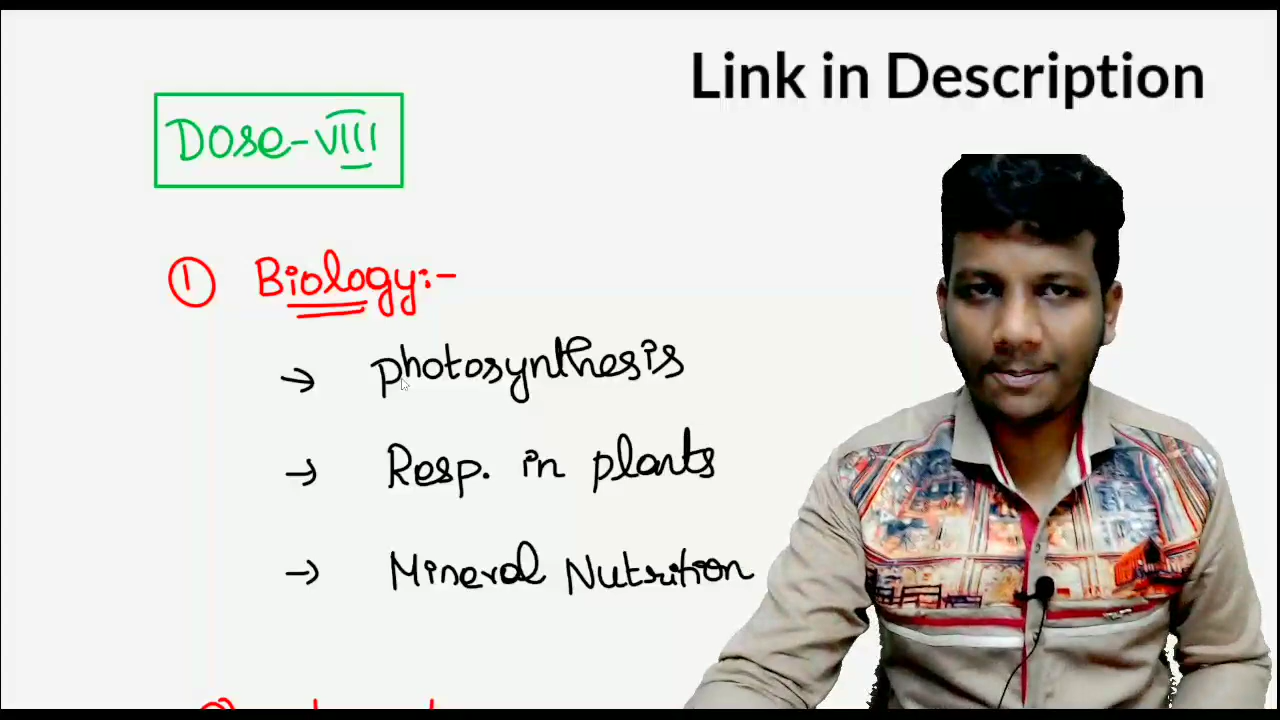 Link in Description
Dose-VIII
① Biology:-
→ Photosynthesis
→ Resp. in plants
→ Mineral Nutrition